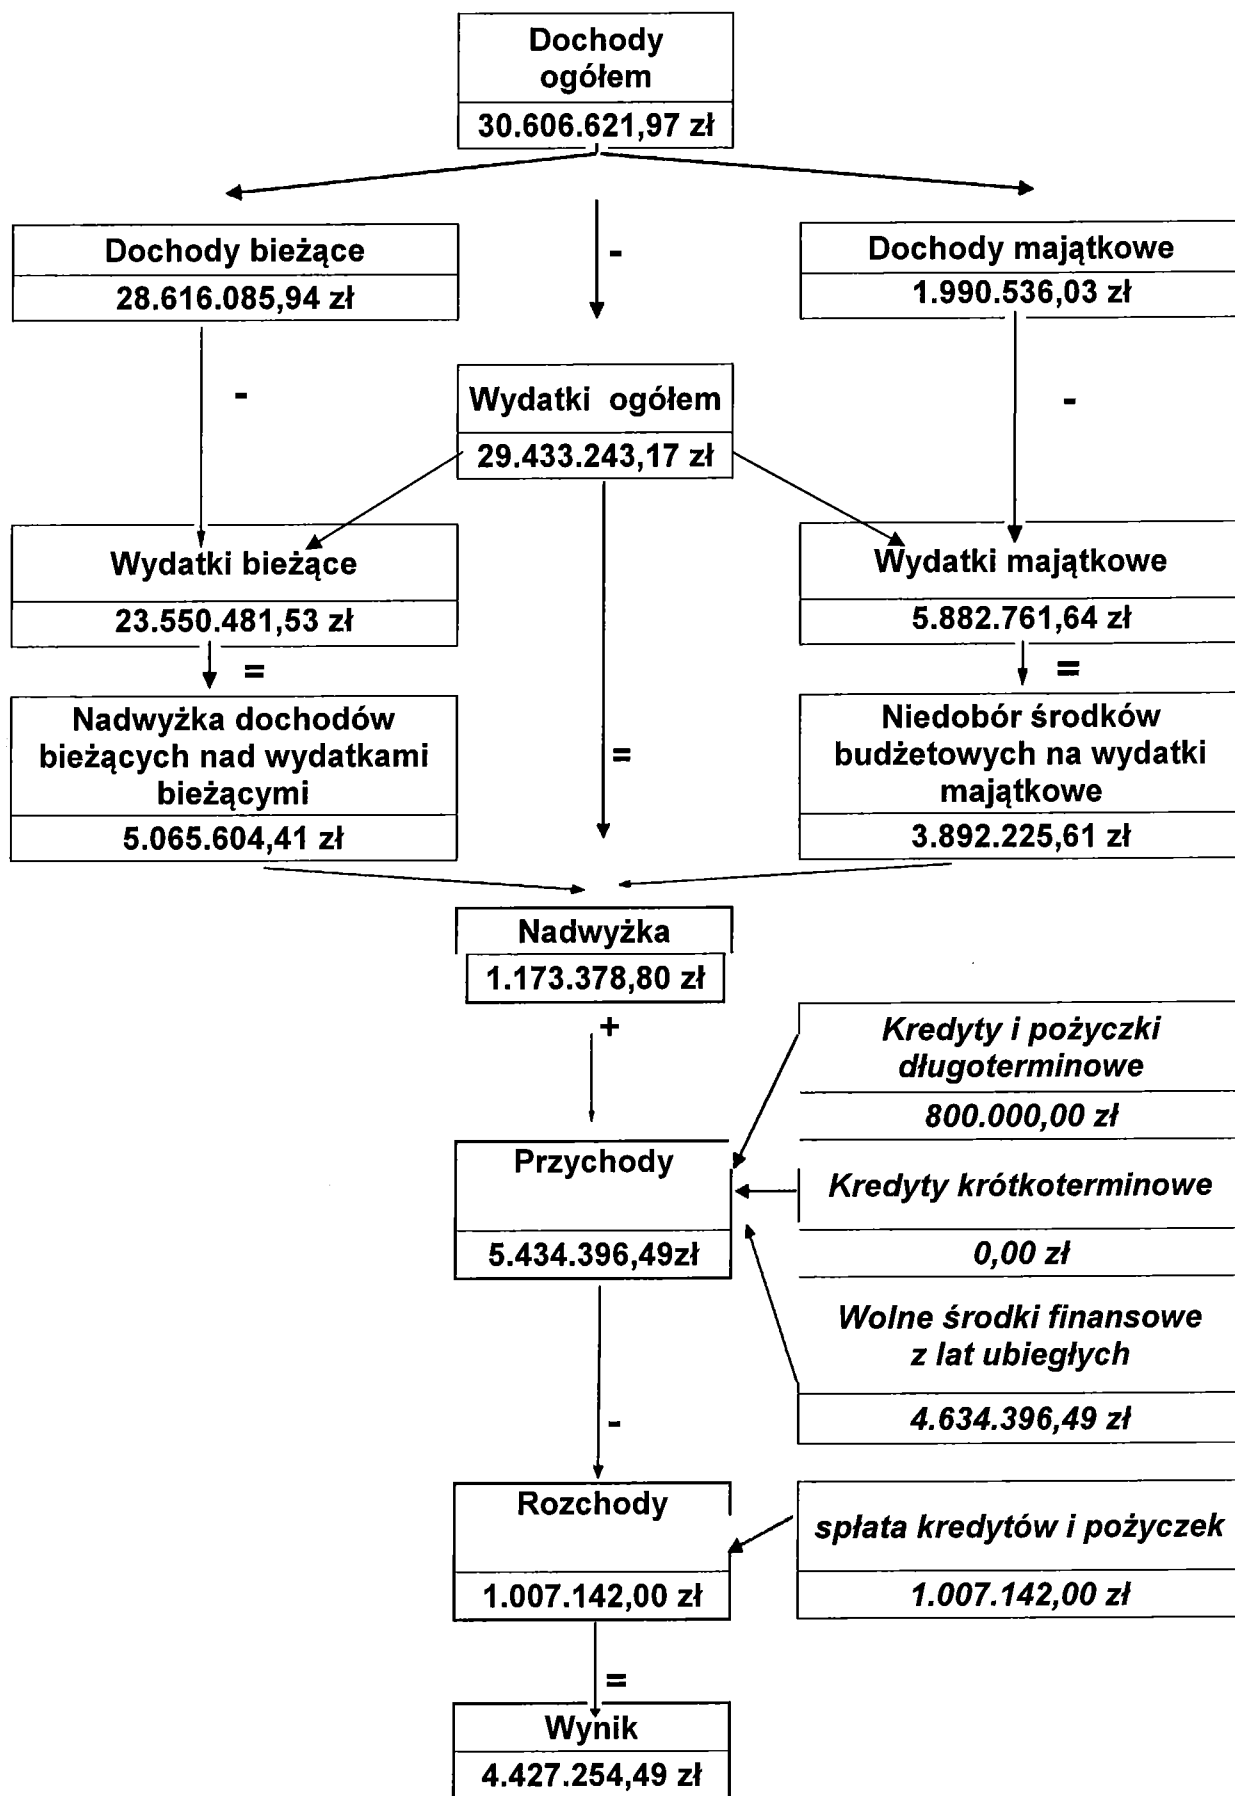 Dochody
ogółem
30.606.621,97 zł
Dochody bieżące
28.616.085,94 zł
-
Dochody majątkowe
1.990.536,03 zł
-
Wydatki ogółem
29.433.243,17 zł
-
Wydatki bieżące
23.550.481,53 zł
=
Wydatki majątkowe
5.882.761,64 zł
=
Nadwyżka dochodów
bieżących nad wydatkami
bieżącymi
5.065.604,41 zł
=
Niedobór środków
budżetowych na wydatki
majątkowe
3.892.225,61 zł
Nadwyżka
1.173.378,80 zł
+
Kredyty i pożyczki
długoterminowe
800.000,00 zł
Przychody
5.434.396,49zł
Kredyty krótkoterminowe
0,00 zł
Wolne środki finansowe
z lat ubiegłych
4.634.396,49 zł
-
Rozchody
1.007.142,00 zł
spłata kredytów i pożyczek
1.007.142,00 zł
=
Wynik
4.427.254,49 zł